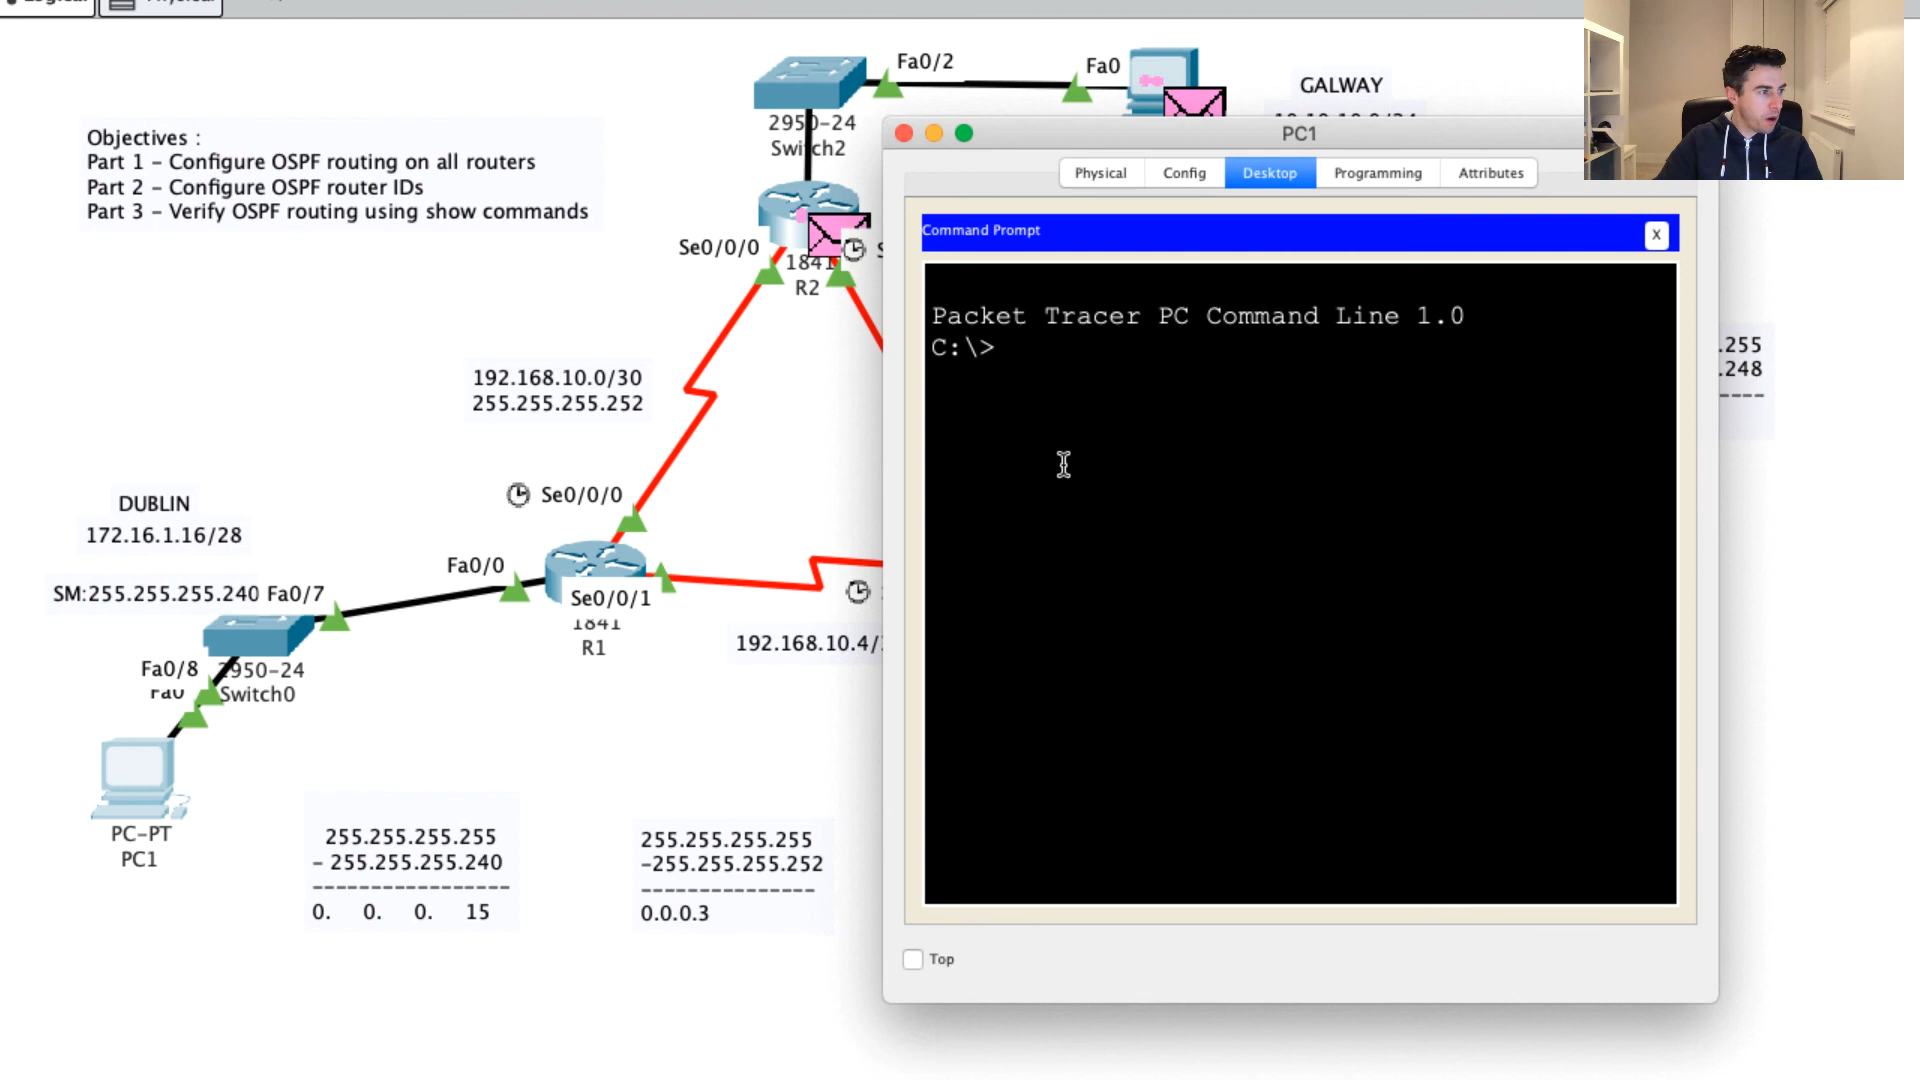 Objectives :
Part 1 – Configure OSPF routing on all routers
Part 2 – Configure OSPF router IDs
Part 3 – Verify OSPF routing using show commands
Fa0/2
Fa0
GALWAY
2950-24
Switch2
Se0/0/0
1841
R2
192.168.10.0/30
255.255.255.252
Se0/0/0
DUBLIN
172.16.1.16/28
SM:255.255.255.240
Fa0/7
Fa0/0
Se0/0/1
1841
R1
192.168.10.4/
Fa0/8
Fa0
2950-24
Switch0
PC-PT
PC1
255.255.255.255
- 255.255.255.240
-----------------
0. 0. 0. 15
255.255.255.255
-255.255.255.252
---------------
0.0.0.3
PC1
Physical
Config
Desktop
Programming
Attributes
Command Prompt
X
Packet Tracer PC Command Line 1.0
C:\>
Top
.255
.248
----